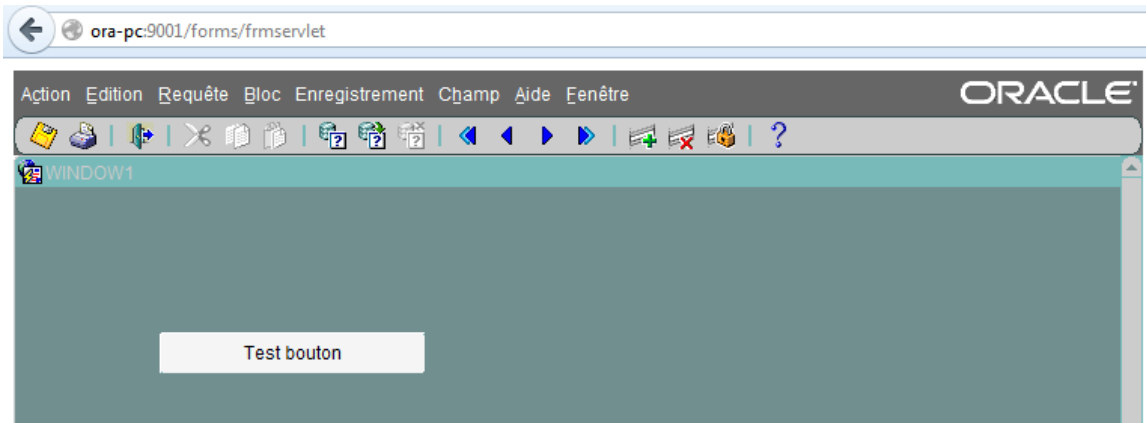 ora-pc:9001/forms/frmservlet
Action Edition Requête Bloc Enregistrement Champ Aide Fenêtre ORACLE
WINDOW1
Test bouton